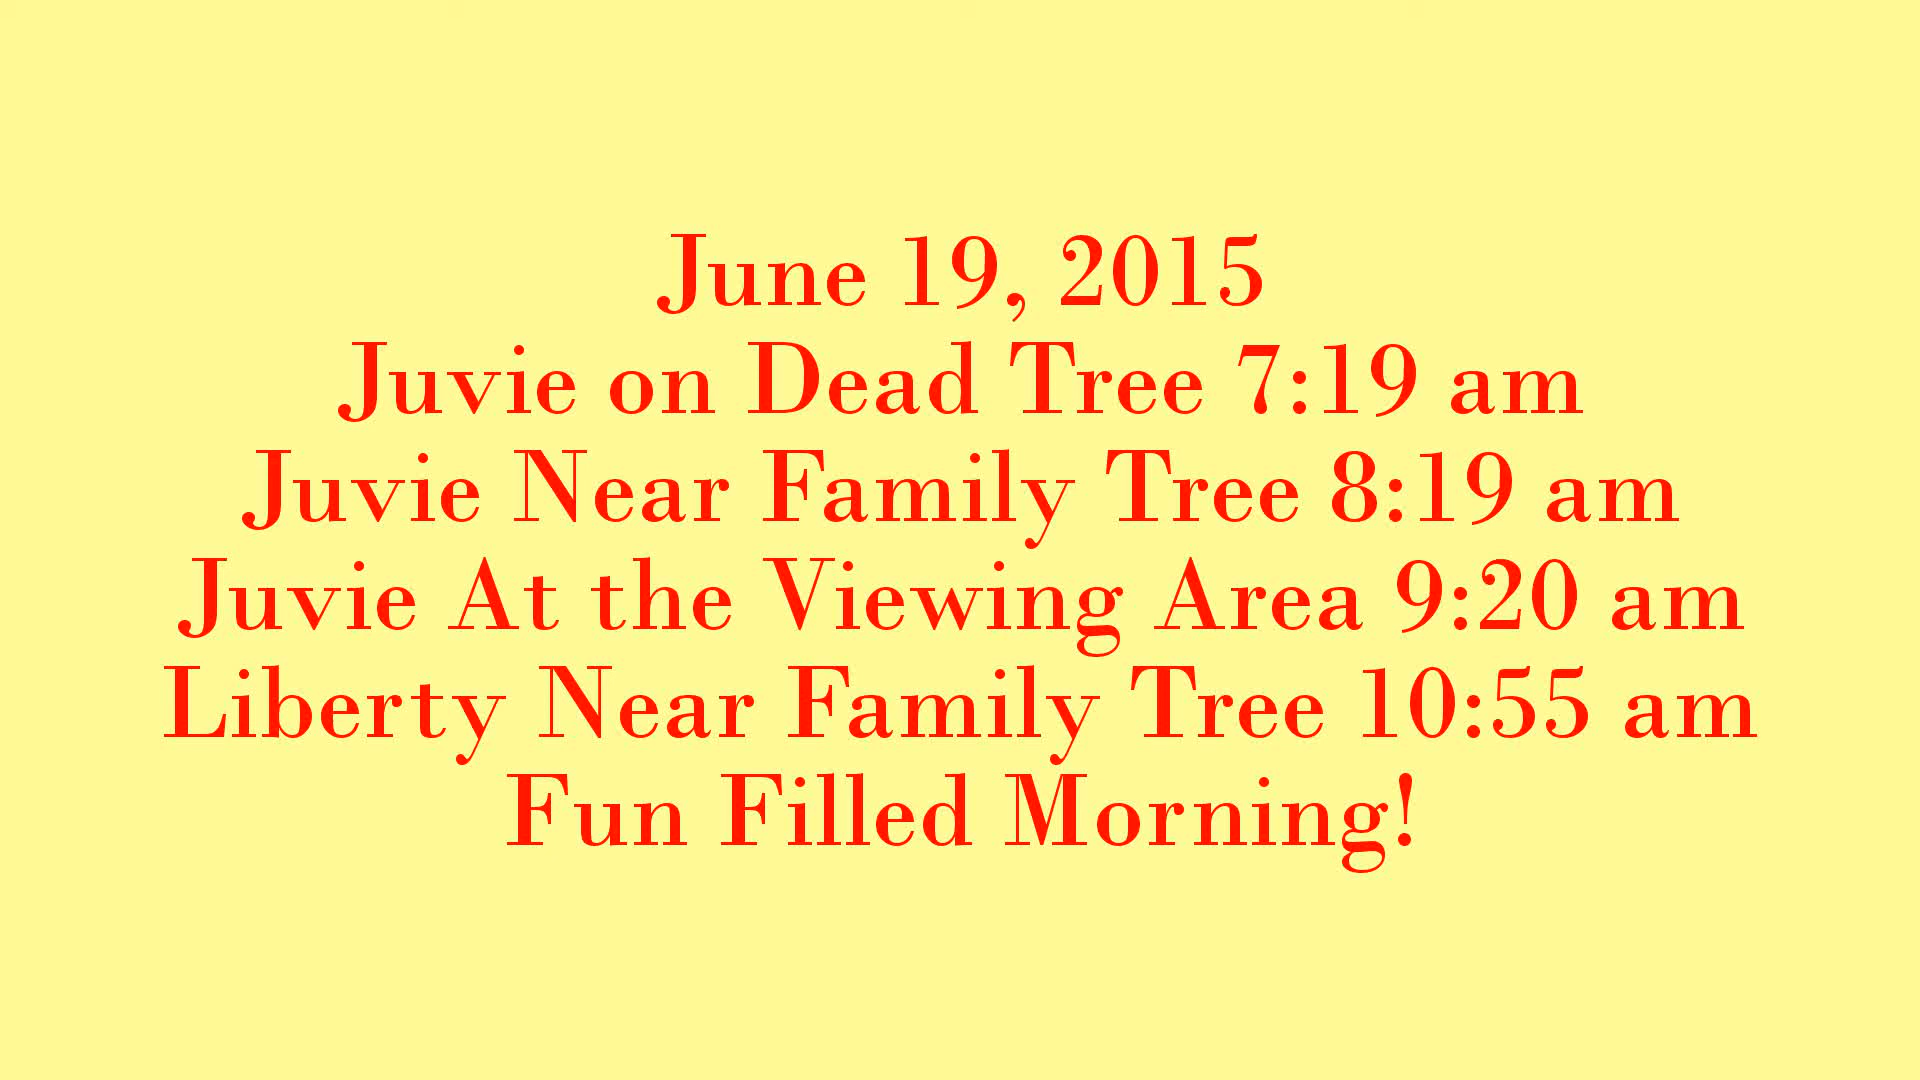 June 19, 2015
Juvie on Dead Tree 7:19 am
Juvie Near Family Tree 8:19 am
Juvie At the Viewing Area 9:20 am
Liberty Near Family Tree 10:55 am
Fun Filled Morning!